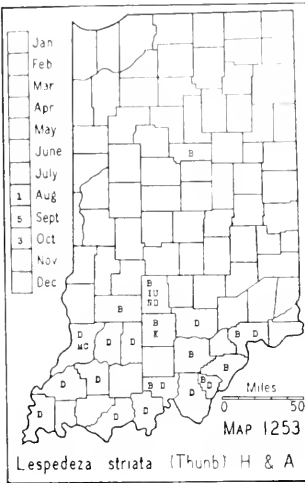 Jan
Feb
Mar
Apr
May
June
July
1 Aug
5 Sept
3 Oct
Nov
Dec
B
B
IU
ND
B
D
MC
D
D
B
K
D
B
D
B
B
D
D
B
D
D
B
C
D
D
D
Miles
0
50
MAP 1253
Lespedeza striata (Thunb) H & A